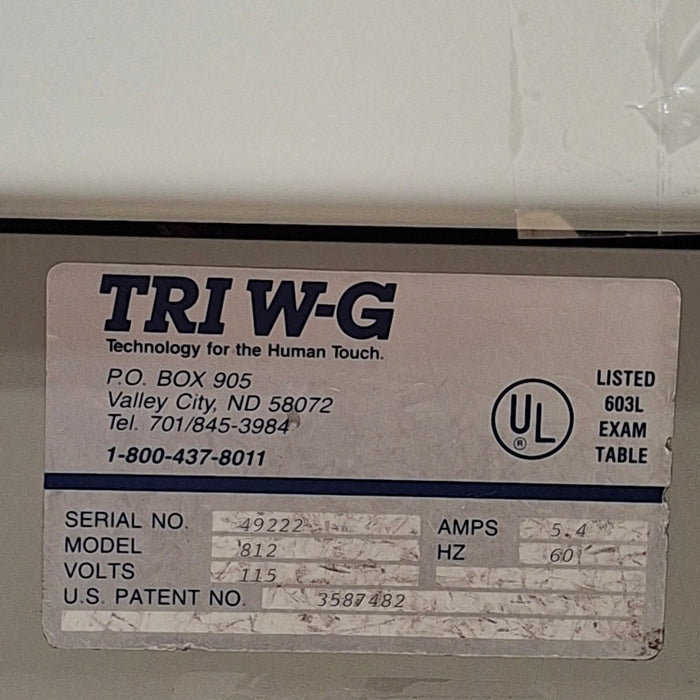 TRI W-G
Technology for the Human Touch.
P.O. BOX 905
Valley City, ND 58072
Tel. 701/845-3984
1-800-437-8011
UL
®
LISTED
603L
EXAM
TABLE
SERIAL NO. 49222
MODEL 812
VOLTS 115
U.S. PATENT NO. 3587482
AMPS 5.4
HZ 60